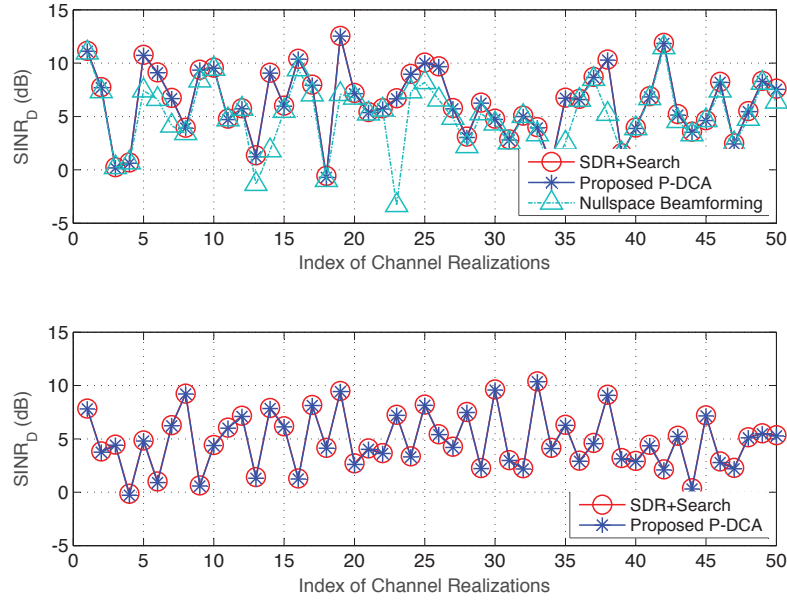 15
10
5
0
-5
SINR_D (dB)
0 5 10 15 20 25 30 35 40 45 50
Index of Channel Realizations
SDR+Search
Proposed P-DCA
Nullspace Beamforming
15
10
5
0
-5
SINR_D (dB)
0 5 10 15 20 25 30 35 40 45 50
Index of Channel Realizations
SDR+Search
Proposed P-DCA